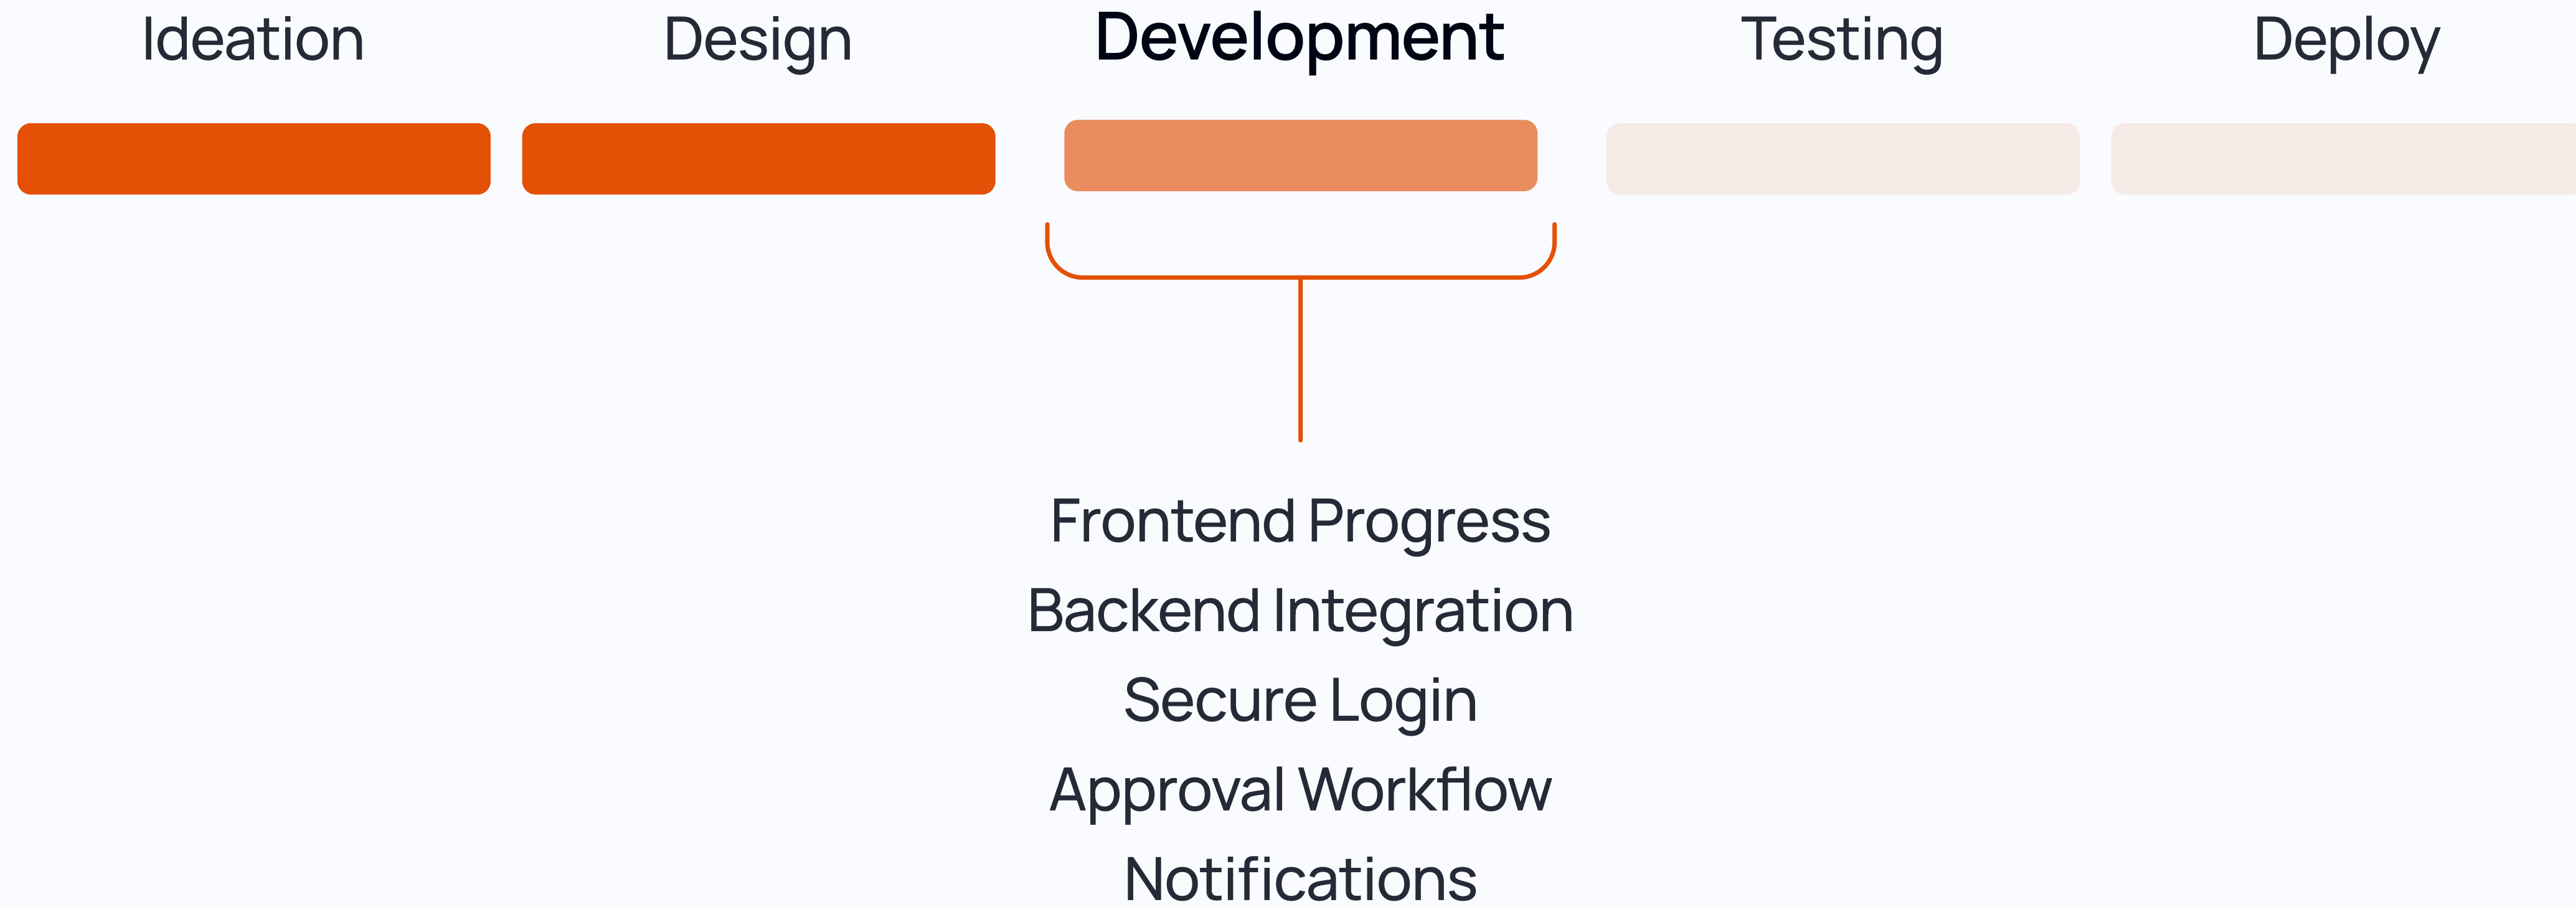 Ideation
Design
Development
Testing
Deploy
Frontend Progress
Backend Integration
Secure Login
Approval Workflow
Notifications